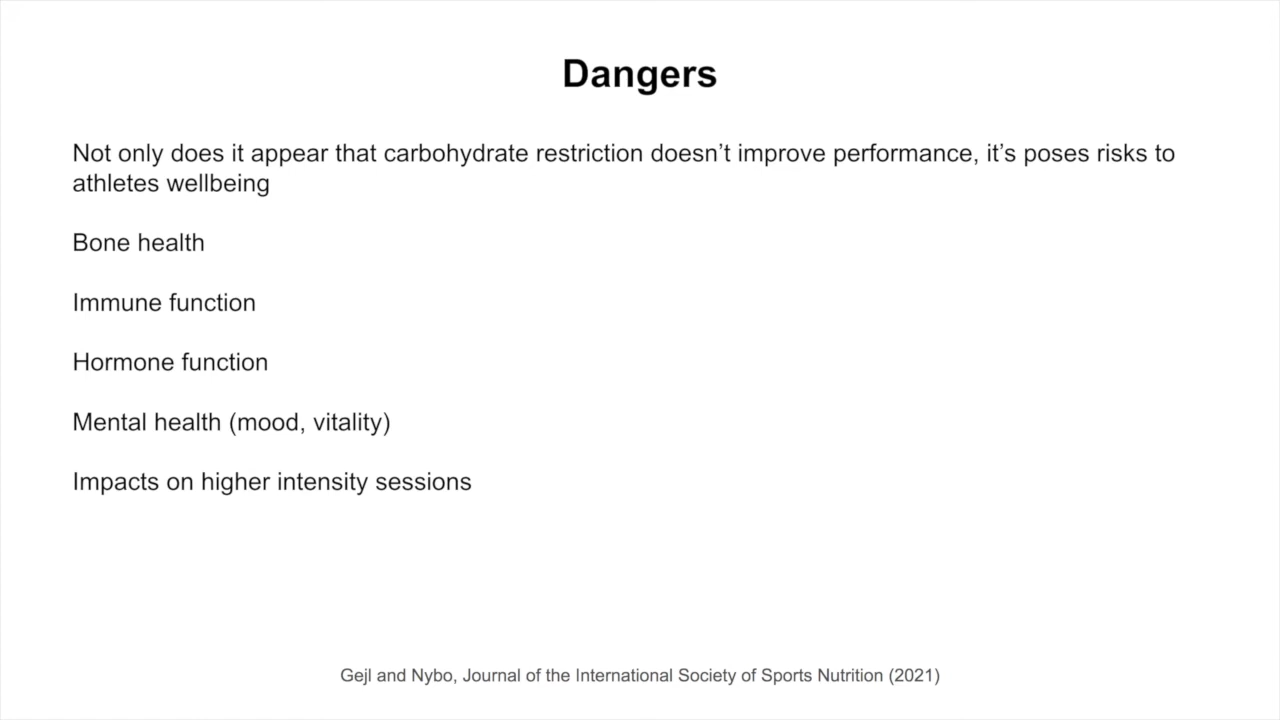 Dangers
Not only does it appear that carbohydrate restriction doesn’t improve performance, it’s poses risks to
athletes wellbeing
Bone health
Immune function
Hormone function
Mental health (mood, vitality)
Impacts on higher intensity sessions
Gejl and Nybo, Journal of the International Society of Sports Nutrition (2021)